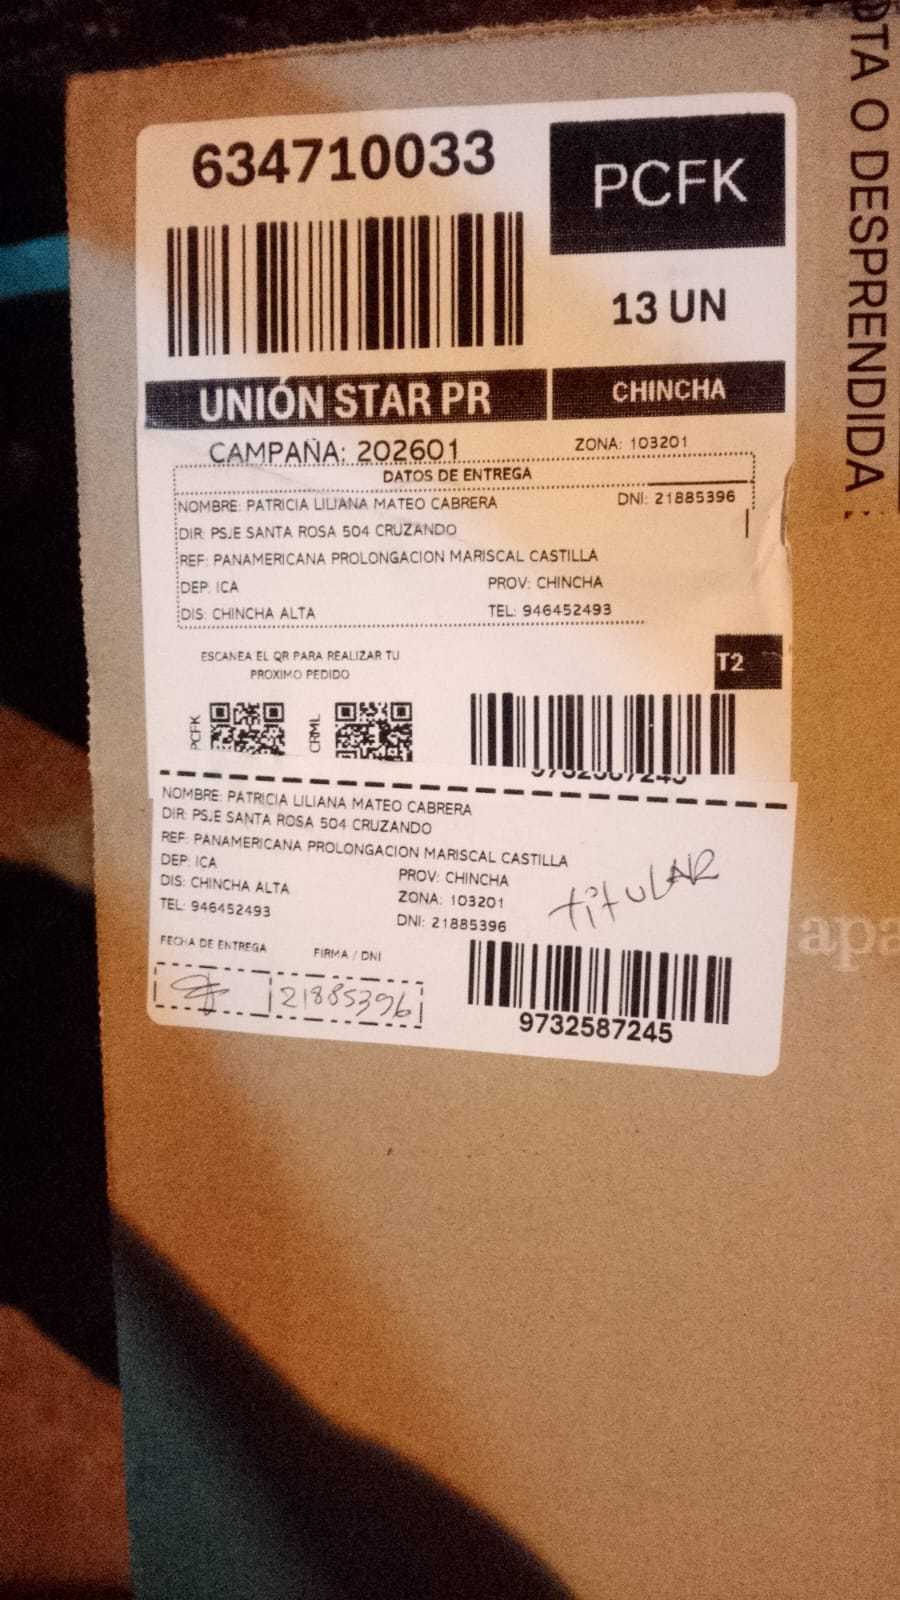 634710033
PCFK
13 UN
UNIÓN STAR PR
CHINCHA
CAMPAÑA: 202601
ZONA: 103201
DATOS DE ENTREGA
NOMBRE: PATRICIA LILIANA MATEO CABRERA
DNI: 21885396
DIR: PSJE SANTA ROSA 504 CRUZANDO
REF: PANAMERICANA PROLONGACION MARISCAL CASTILLA
DEP: ICA
PROV: CHINCHA
DIS: CHINCHA ALTA
TEL: 946452493
ESCANEA EL QR PARA REALIZAR TU
PROXIMO PEDIDO
T2
PCFK
CRML
NOMBRE: PATRICIA LILIANA MATEO CABRERA
DIR: PSJE SANTA ROSA 504 CRUZANDO
REF: PANAMERICANA PROLONGACION MARISCAL CASTILLA
DEP: ICA
PROV: CHINCHA
DIS: CHINCHA ALTA
ZONA: 103201
TEL: 946452493
DNI: 21885396
titULAR
FECHA DE ENTREGA
FIRMA / DNI
21885396
9732587245
O DESPRENDIDA :
apa